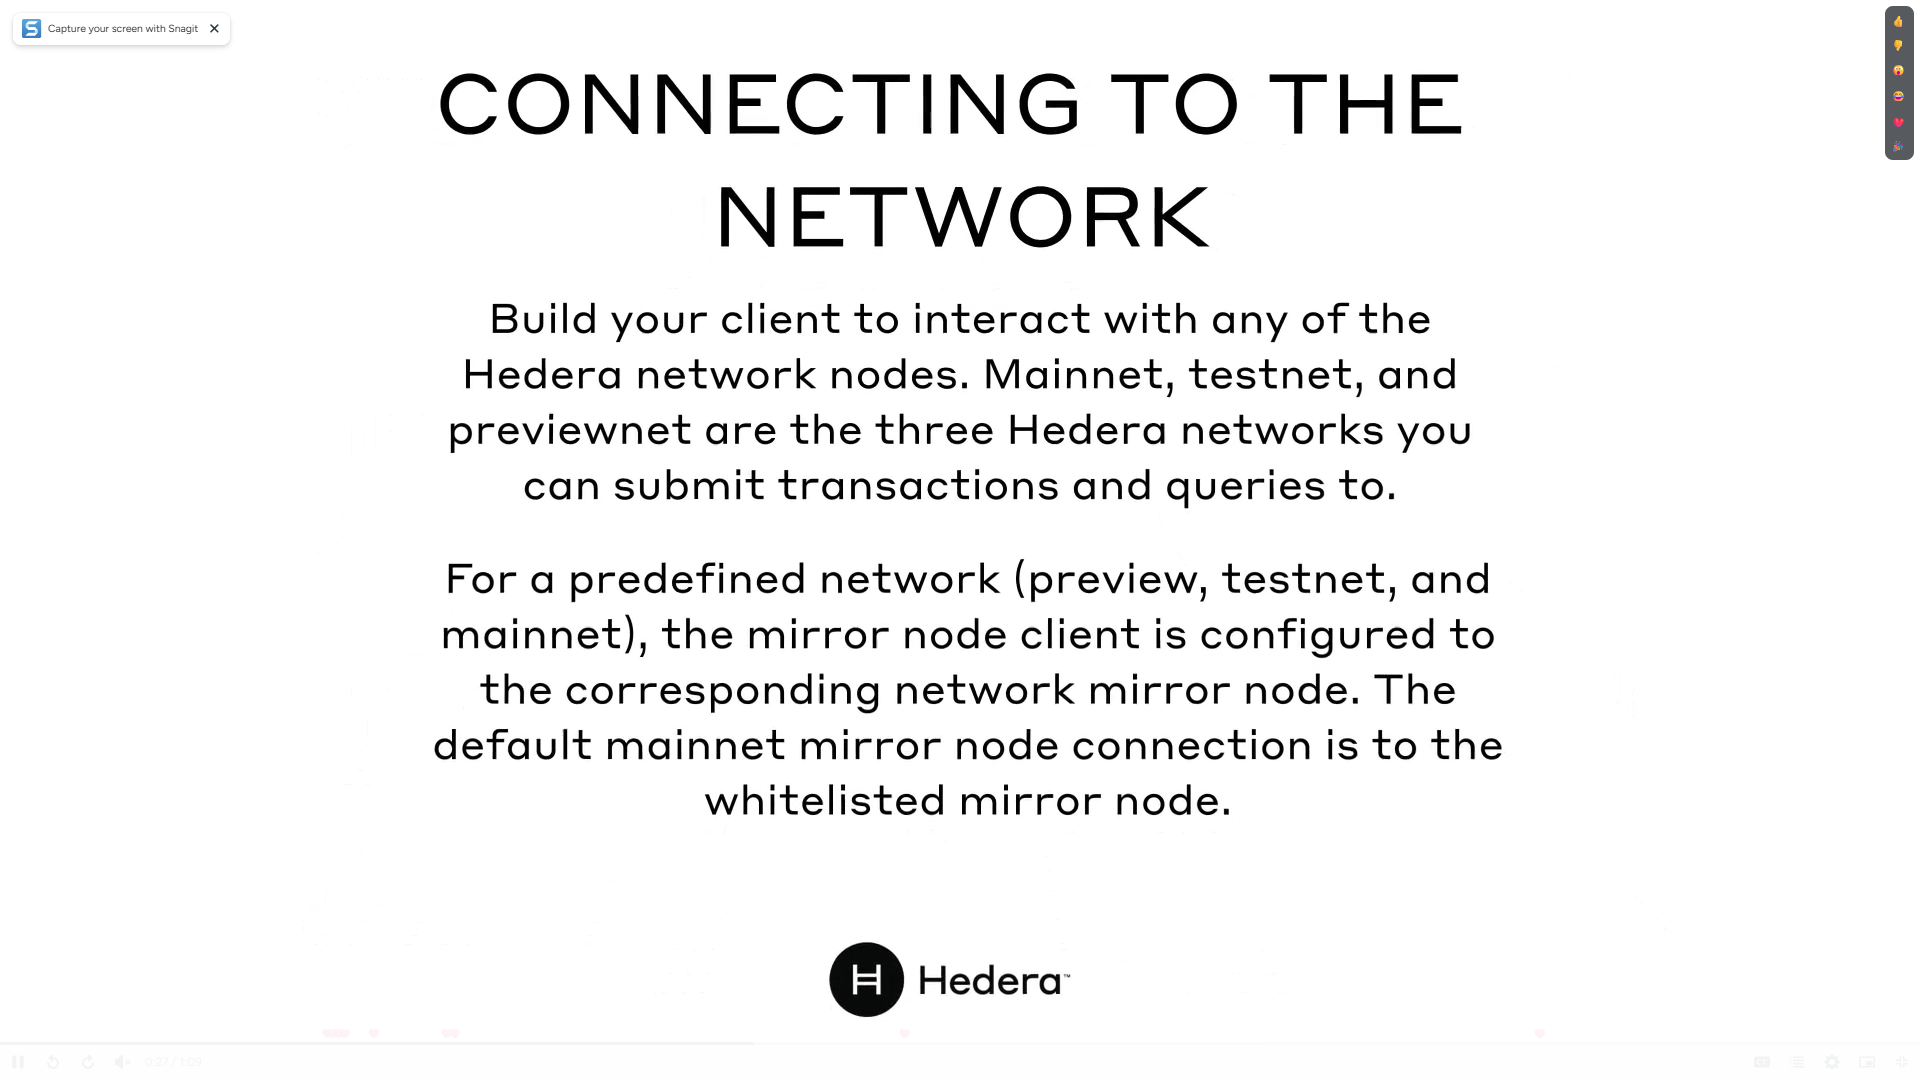 Capture your screen with Snagit
CONNECTING TO THE
NETWORK
Build your client to interact with any of the
Hedera network nodes. Mainnet, testnet, and
previewnet are the three Hedera networks you
can submit transactions and queries to.
For a predefined network (preview, testnet, and
mainnet), the mirror node client is configured to
the corresponding network mirror node. The
default mainnet mirror node connection is to the
whitelisted mirror node.
H Hedera™
0:27 / 1:09